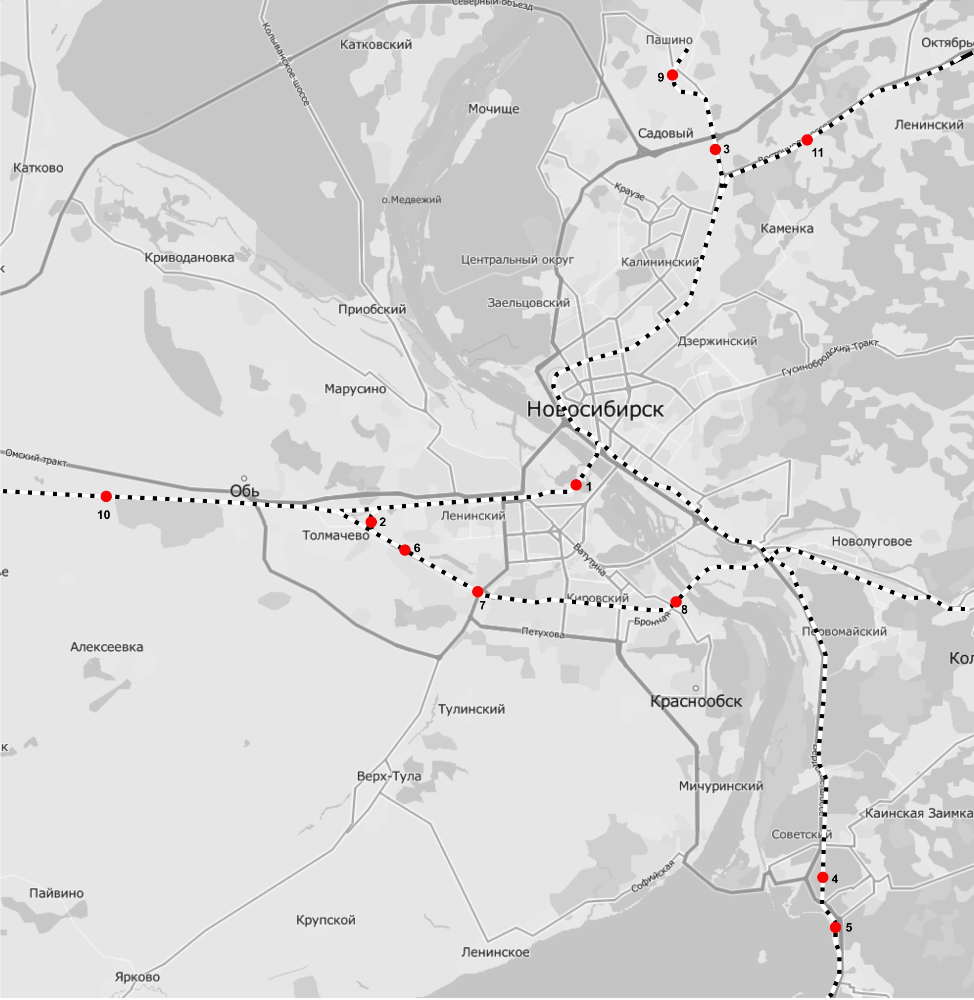 Северный объезд
Колыванское шоссе
Катковский
Пашино
Октябрь
9
Мочище
Садовый
Ленинский
3
11
Катково
Краузе
о.Медвежий
Каменка
Криводановка
Центральный округ
Калининский
к
Приобский
Заельцовский
Дзержинский
Гусинобродский Тракт
Марусино
Новосибирск
Омский тракт
Обь
1
10
Ленинский
2
Толмачево
6
Новолуговое
Ватутина
ье
Кировский
7
8
Бронная
Петухова
Первомайский
Алексеевка
Кол
Краснообск
Тулинский
к
Верх-Тула
Мичуринский
Каинская Заимка
Советский
Софийская
4
Пайвино
Крупской
5
Ленинское
Ярково